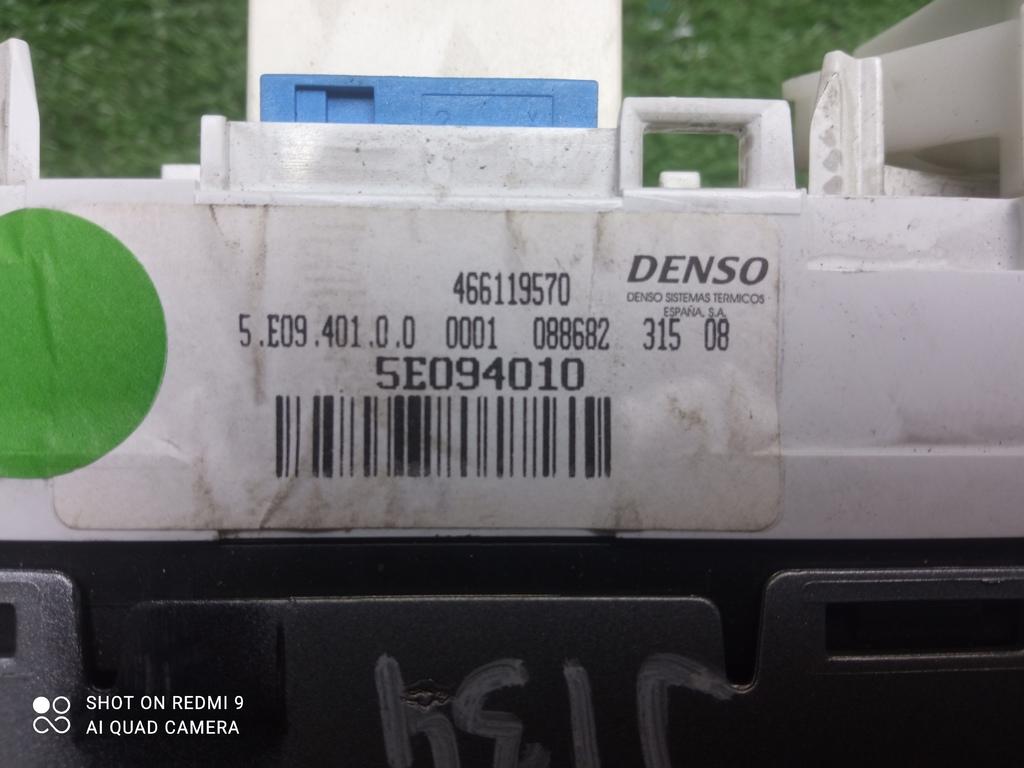 466119570
DENSO
DENSO SISTEMAS TERMICOS
ESPAÑA, S.A.
5.E09.401.0.0 0001 088682 315 08
5E094010
SHOT ON REDMI 9
AI QUAD CAMERA